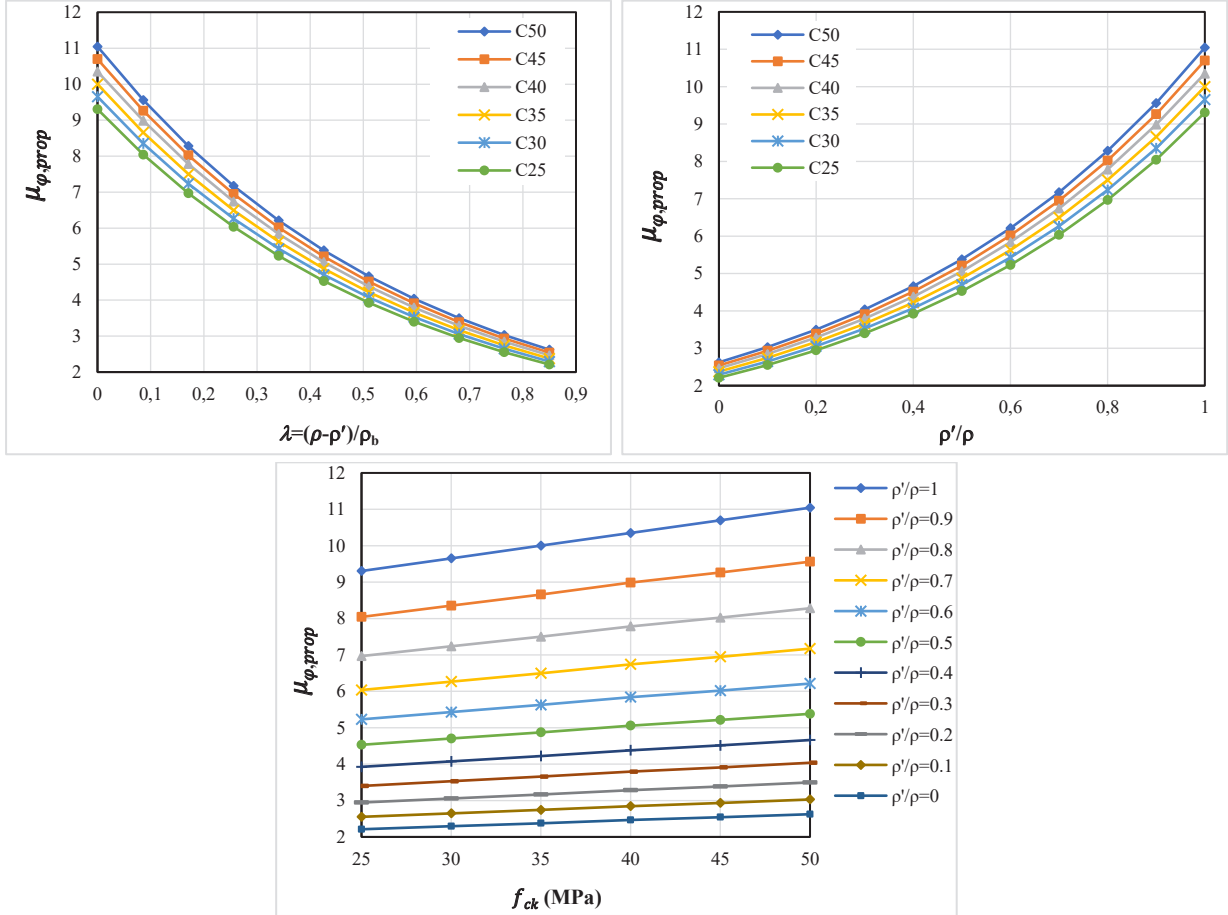 12
11
10
9
8
7
6
5
4
3
2
μφ,prop
0
0,1
0,2
0,3
0,4
0,5
0,6
0,7
0,8
0,9
λ=(ρ-ρ′)/ρb
C50
C45
C40
C35
C30
C25
12
11
10
9
8
7
6
5
4
3
2
μφ,prop
0
0,2
0,4
0,6
0,8
1
ρ′/ρ
C50
C45
C40
C35
C30
C25
12
11
10
9
8
7
6
5
4
3
2
μφ,prop
25
30
35
40
45
50
fck (MPa)
ρ'/ρ=1
ρ'/ρ=0.9
ρ'/ρ=0.8
ρ'/ρ=0.7
ρ'/ρ=0.6
ρ'/ρ=0.5
ρ'/ρ=0.4
ρ'/ρ=0.3
ρ'/ρ=0.2
ρ'/ρ=0.1
ρ'/ρ=0